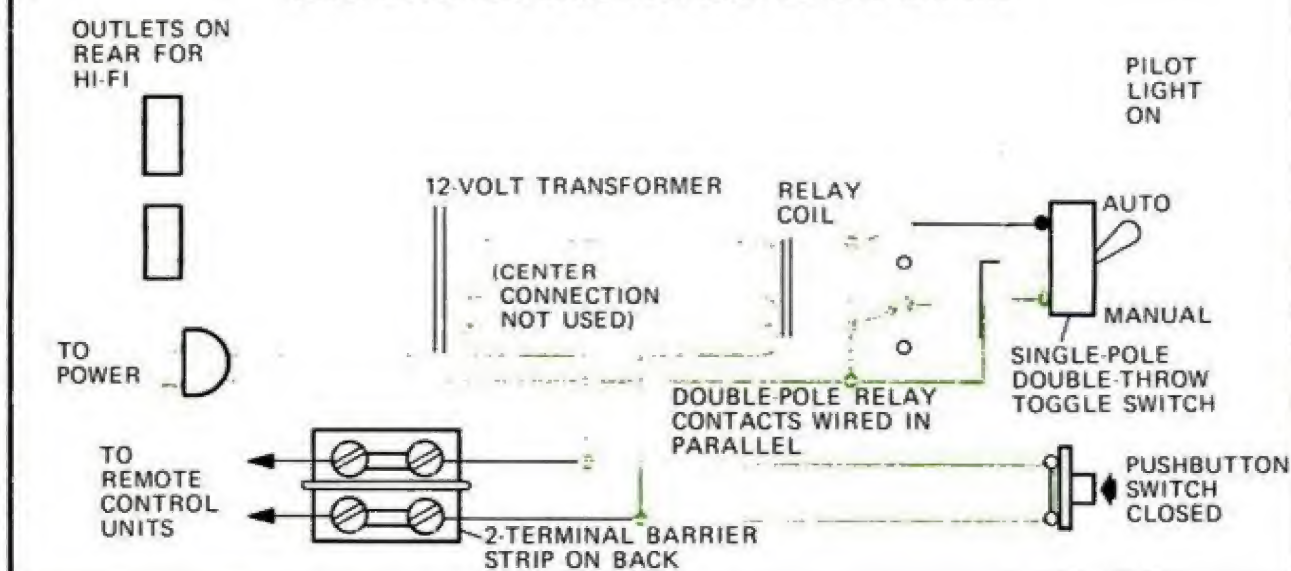 OUTLETS ON
REAR FOR
HI-FI
PILOT
LIGHT
ON
12-VOLT TRANSFORMER
RELAY
COIL
AUTO
(CENTER
CONNECTION
NOT USED)
MANUAL
TO
POWER
SINGLE-POLE
DOUBLE-THROW
TOGGLE SWITCH
DOUBLE-POLE RELAY
CONTACTS WIRED IN
PARALLEL
TO
REMOTE
CONTROL
UNITS
PUSHBUTTON
SWITCH
CLOSED
2-TERMINAL BARRIER
STRIP ON BACK